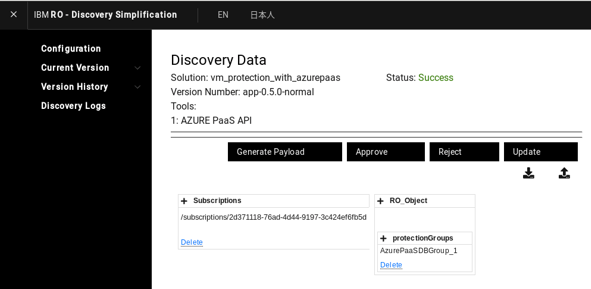 IBM RO - Discovery Simplification
EN
日本人
Configuration
Current Version
Version History
Discovery Logs
Discovery Data
Solution: vm_protection_with_azurepaas
Status: Success
Version Number: app-0.5.0-normal
Tools:
1: AZURE PaaS API
Generate Payload
Approve
Reject
Update
Subscriptions
/subscriptions/2d371118-76ad-4d44-9197-3c424ef6fb5d
Delete
RO_Object
protectionGroups
AzurePaaSDBGroup_1
Delete